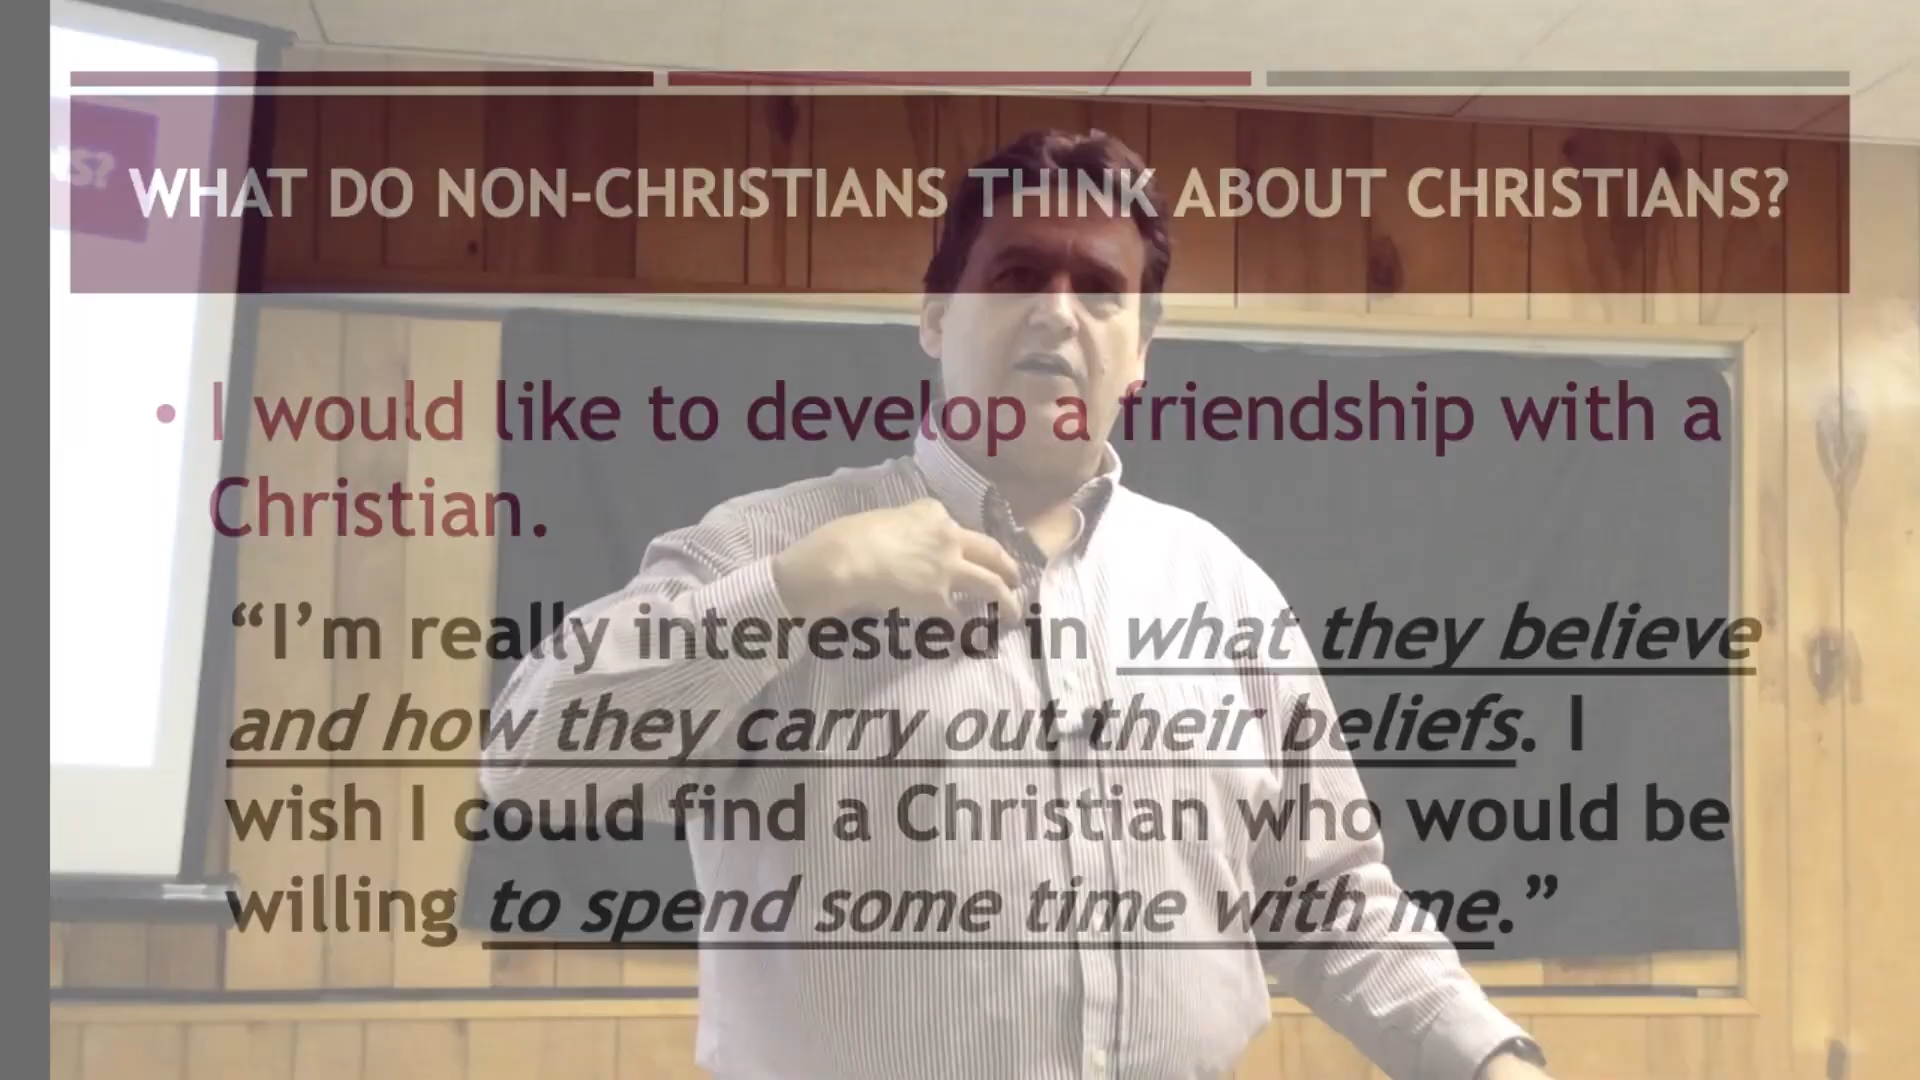 WHAT DO NON-CHRISTIANS THINK ABOUT CHRISTIANS?
NS?
• I would like to develop a friendship with a
Christian.
“I’m really interested in what they believe
and how they carry out their beliefs. I
wish I could find a Christian who would be
willing to spend some time with me.”